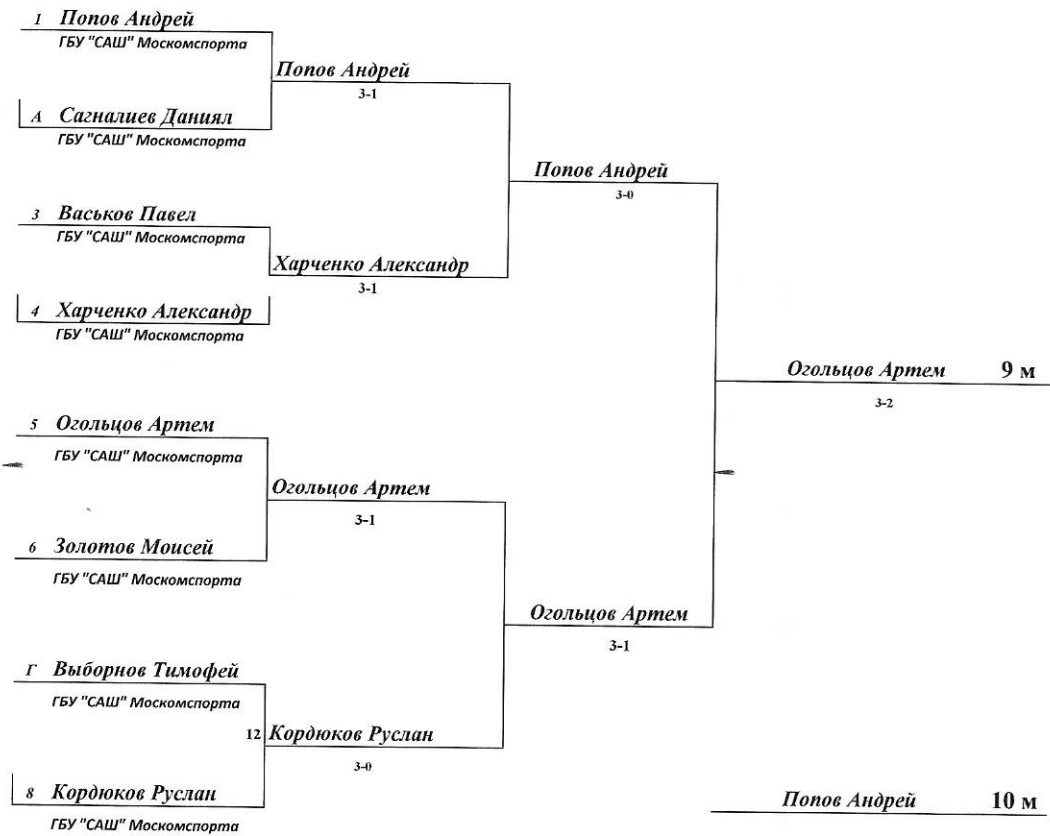 1 Попов Андрей
ГБУ "САШ" Москомспорта
Попов Андрей
3-1
А Сагналиев Даниял
ГБУ "САШ" Москомспорта
Попов Андрей
3-0
3 Васьков Павел
ГБУ "САШ" Москомспорта
Харченко Александр
3-1
4 Харченко Александр
ГБУ "САШ" Москомспорта
Огольцов Артем 9 м
3-2
5 Огольцов Артем
ГБУ "САШ" Москомспорта
Огольцов Артем
3-1
6 Золотов Моисей
ГБУ "САШ" Москомспорта
Огольцов Артем
3-1
Г Выборнов Тимофей
ГБУ "САШ" Москомспорта
12 Кордюков Руслан
3-0
8 Кордюков Руслан
ГБУ "САШ" Москомспорта
Попов Андрей 10 м